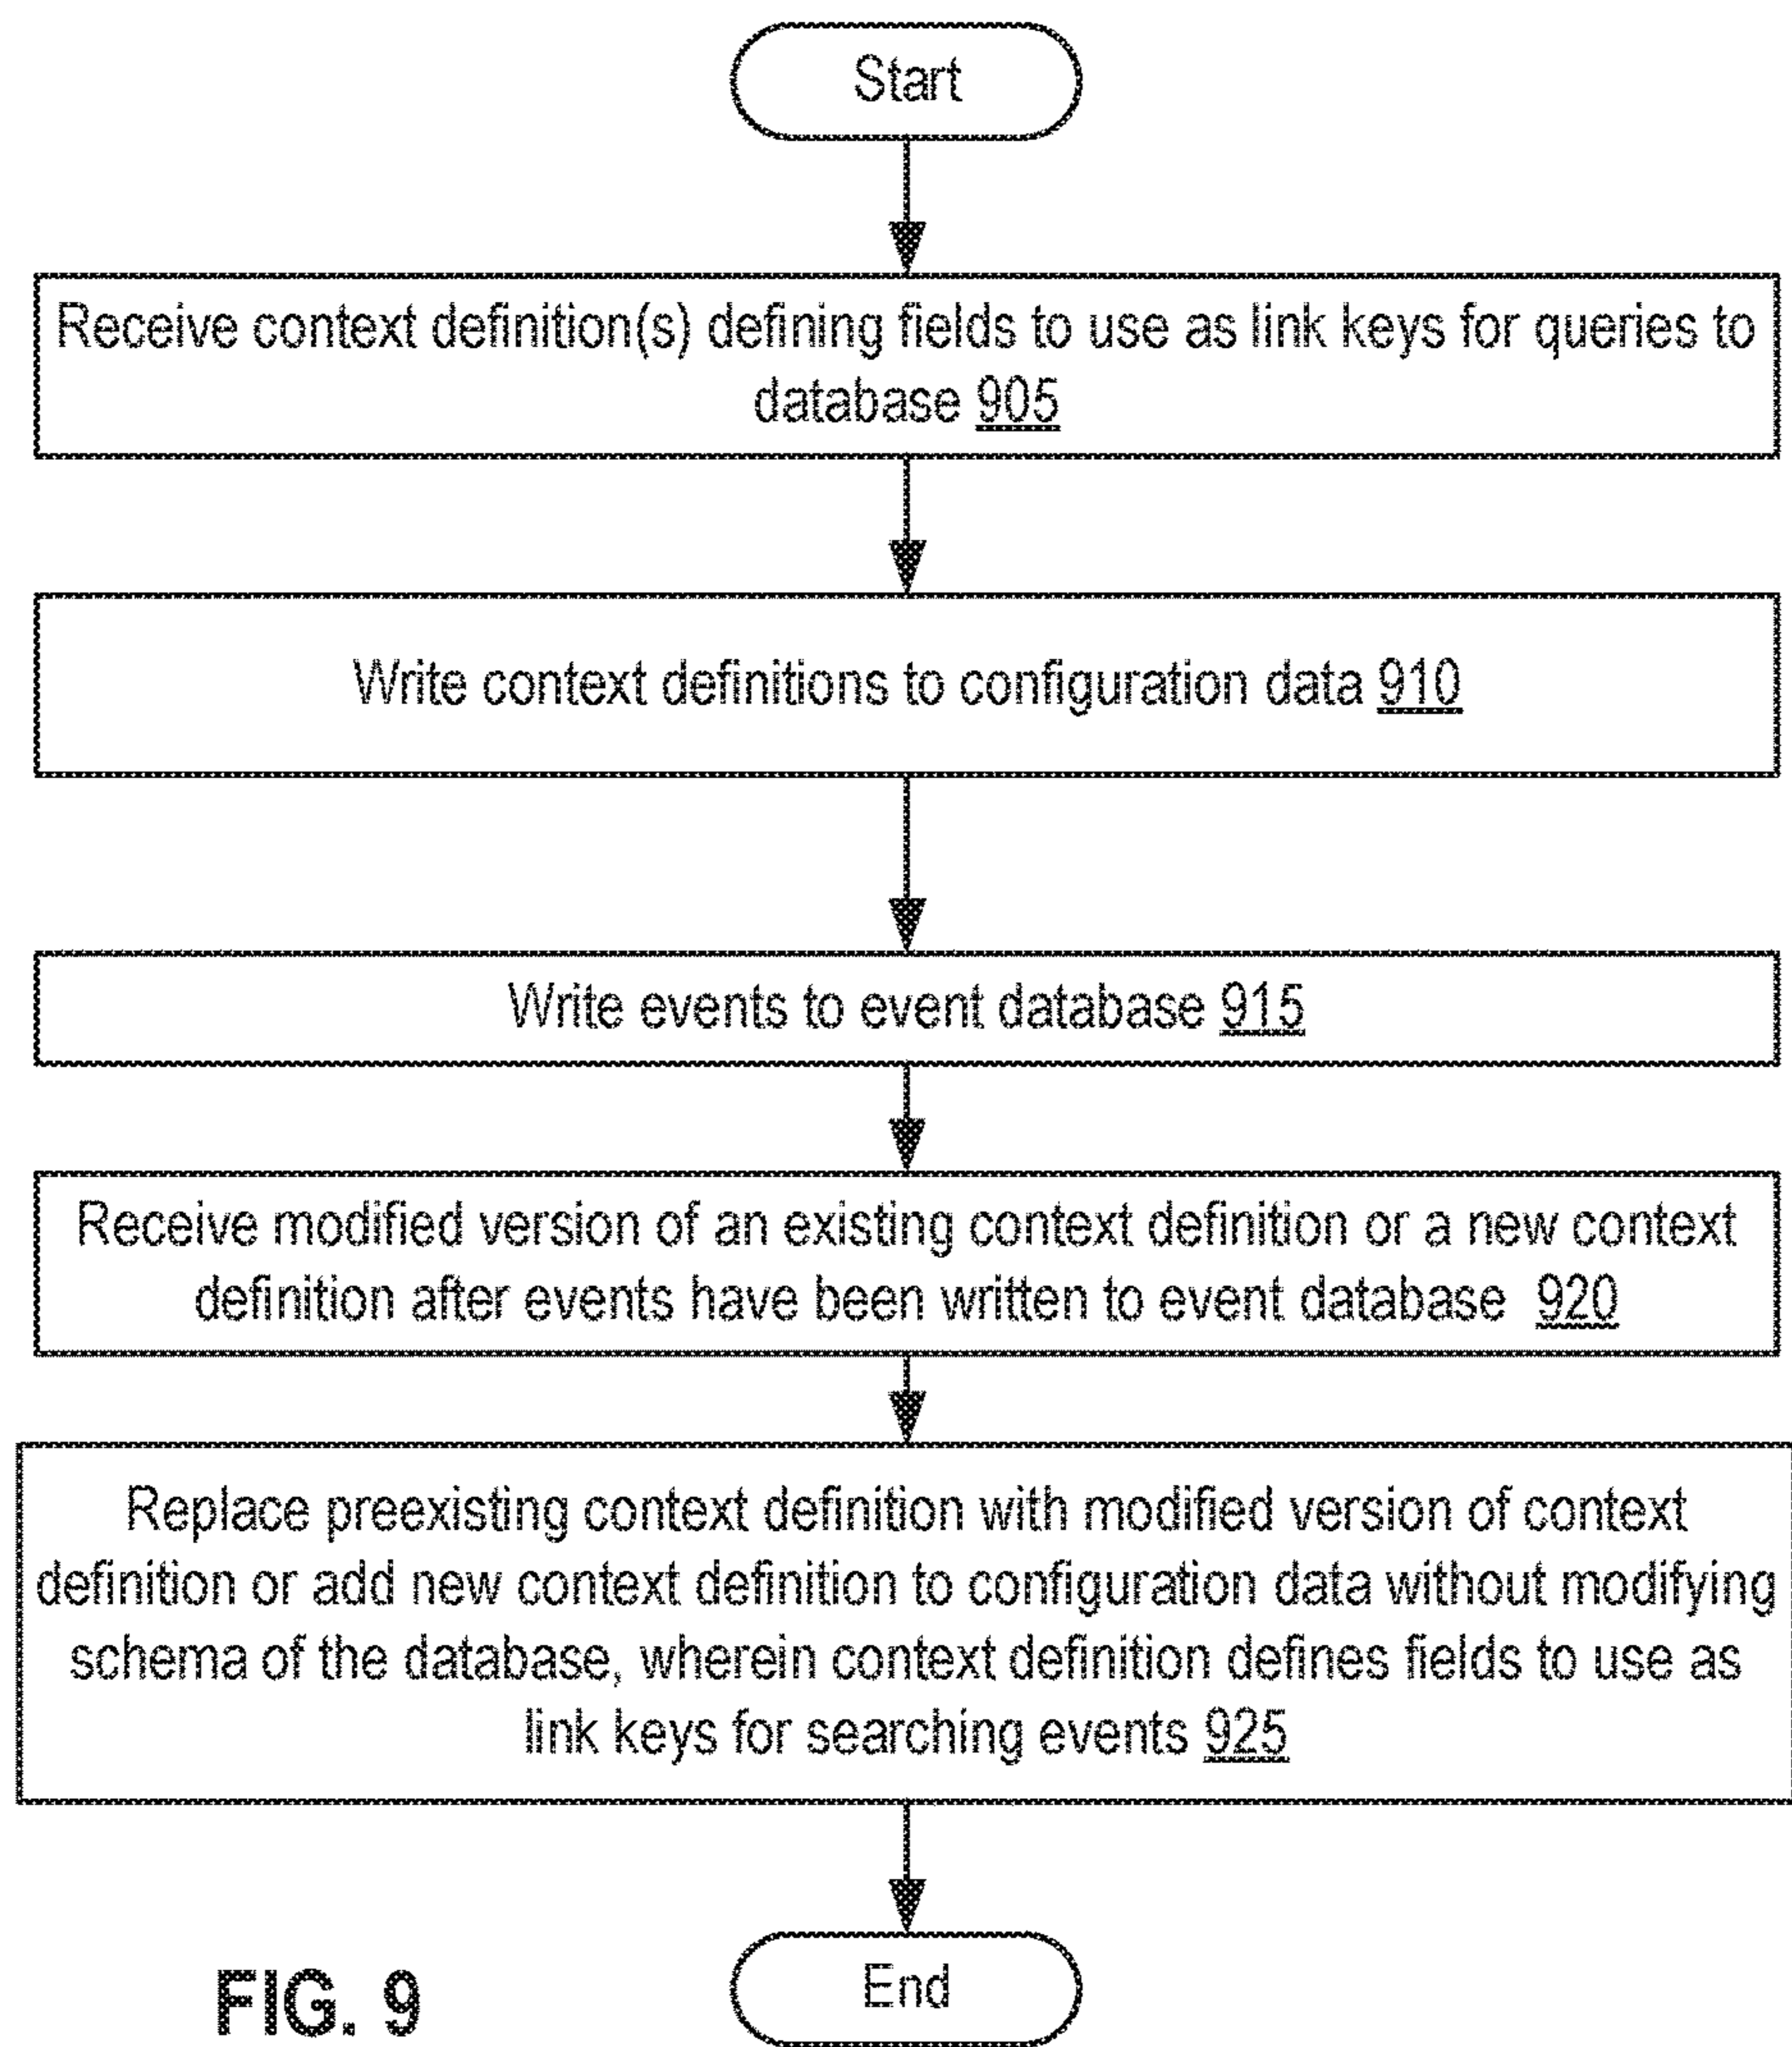 Start
Receive context definition(s) defining fields to use as link keys for queries to
database 905
Write context definitions to configuration data 910
Write events to event database 915
Receive modified version of an existing context definition or a new context
definition after events have been written to event database 920
Replace preexisting context definition with modified version of context
definition or add new context definition to configuration data without modifying
schema of the database, wherein context definition defines fields to use as
link keys for searching events 925
End
FIG. 9